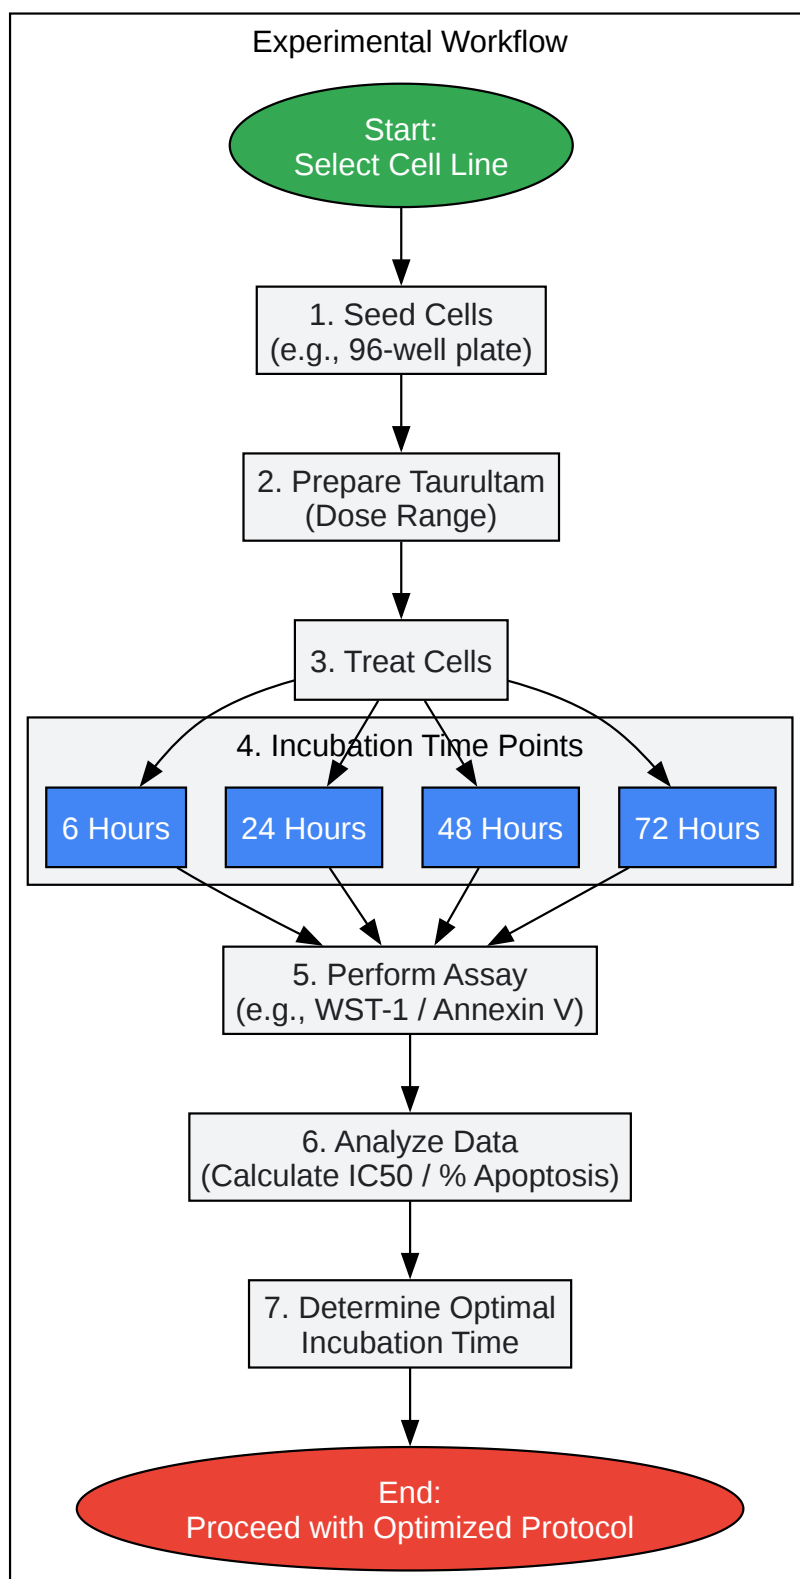 Experimental Workflow
Start:
Select Cell Line
1. Seed Cells
(e.g., 96-well plate)
2. Prepare Taurultam
(Dose Range)
3. Treat Cells
4. Incubation Time Points
6 Hours
24 Hours
48 Hours
72 Hours
5. Perform Assay
(e.g., WST-1 / Annexin V)
6. Analyze Data
(Calculate IC50 / % Apoptosis)
7. Determine Optimal
Incubation Time
End:
Proceed with Optimized Protocol